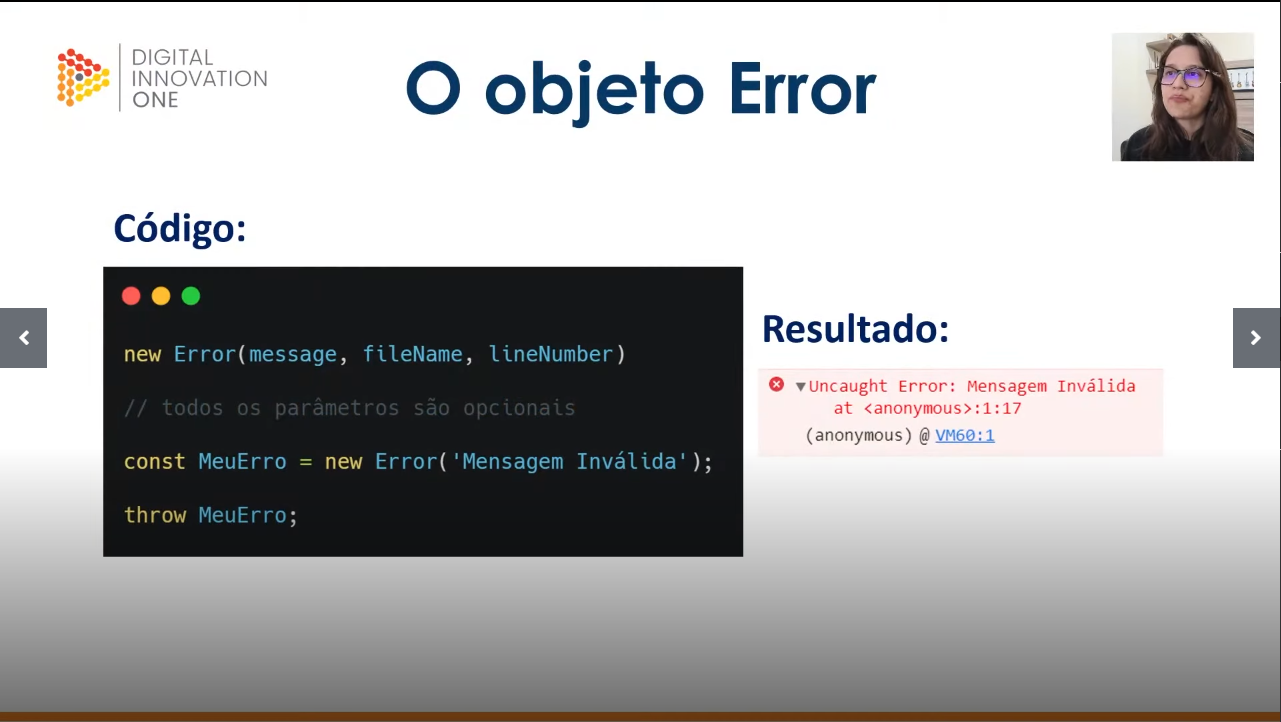 DIGITAL
INNOVATION
ONE
O objeto Error
Código:
new Error(message, fileName, lineNumber)
// todos os parâmetros são opcionais
const MeuErro = new Error('Mensagem Inválida');
throw MeuErro;
Resultado:
Uncaught Error: Mensagem Inválida
at <anonymous>:1:17
(anonymous) @ VM60:1